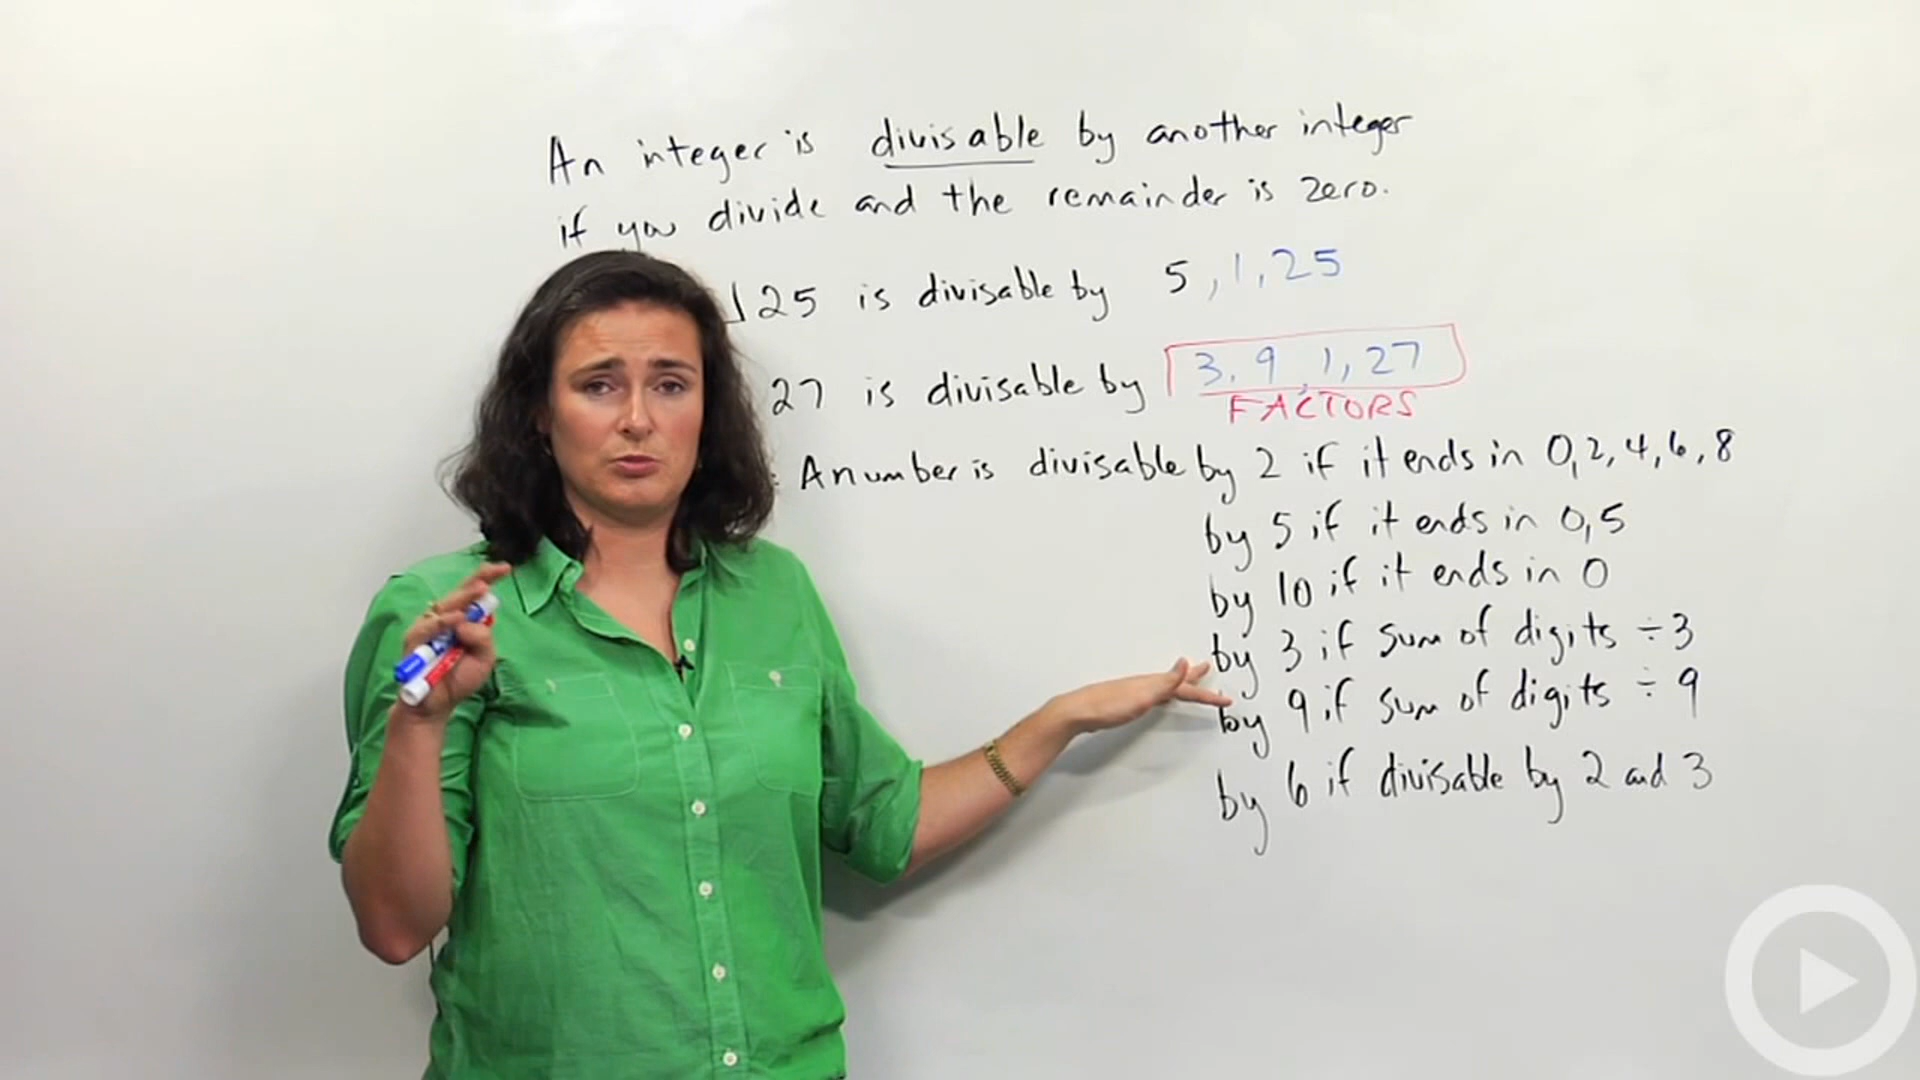 An integer is divisable by another integer
if you divide and the remainder is zero.
25 is divisable by 5, 1, 25
27 is divisable by 3, 9, 1, 27
FACTORS
: A number is divisable by 2 if it ends in 0, 2, 4, 6, 8
by 5 if it ends in 0, 5
by 10 if it ends in 0
by 3 if sum of digits ÷ 3
by 9 if sum of digits ÷ 9
by 6 if divisable by 2 and 3